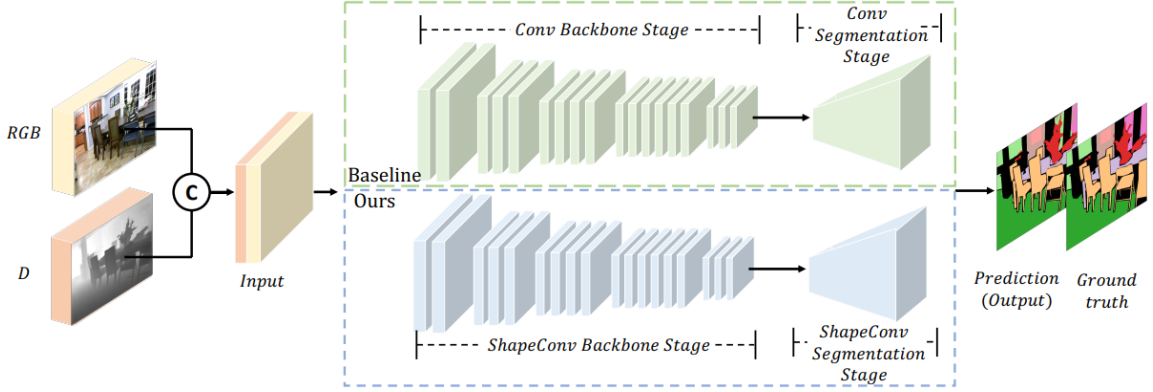 RGB
D
C
Input
Conv Backbone Stage
Conv
Segmentation
Stage
Baseline
Ours
ShapeConv Backbone Stage
ShapeConv
Segmentation
Stage
Prediction
(Output)
Ground
truth